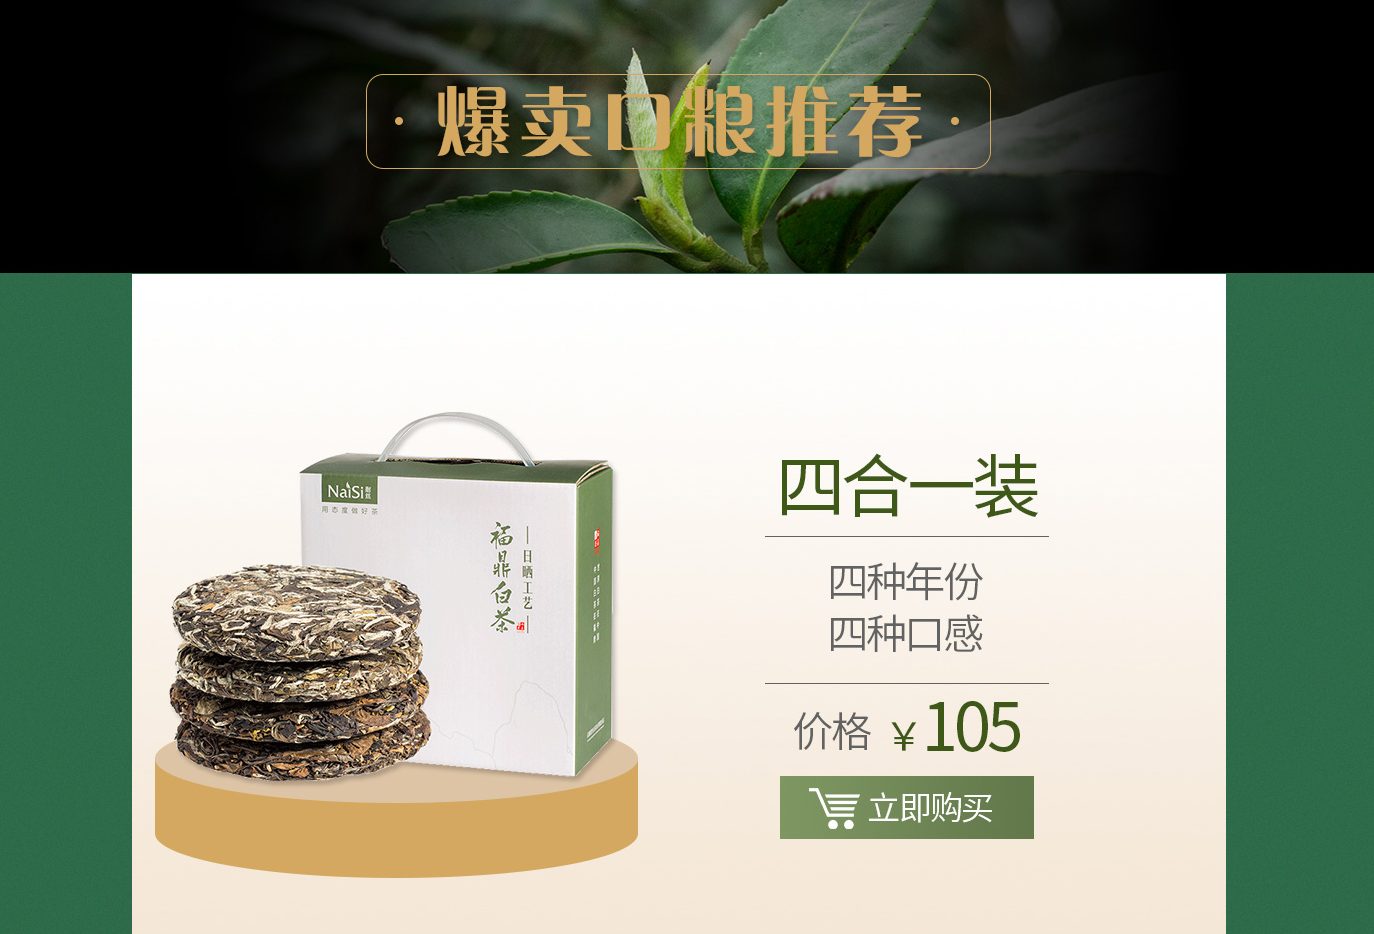 · 爆卖口粮推荐 ·
NaiSi 耐斯
用态度做好茶
福鼎白茶
日晒工艺
四合一装
四种年份
四种口感
价格 ¥105
立即购买